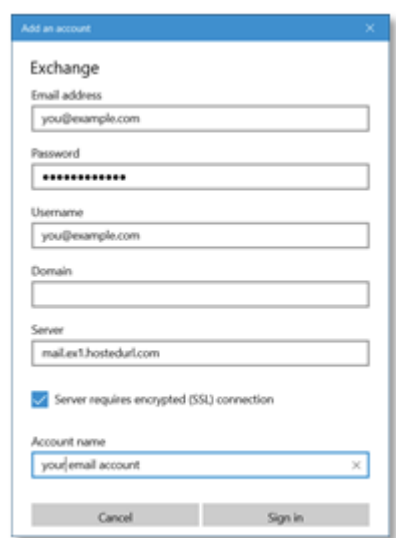 Add an account
Exchange
Email address
you@example.com
Password
••••••••••••
Username
you@example.com
Domain
Server
mail.ex1.hostedurl.com
Server requires encrypted (SSL) connection
Account name
your email account
Cancel Sign in